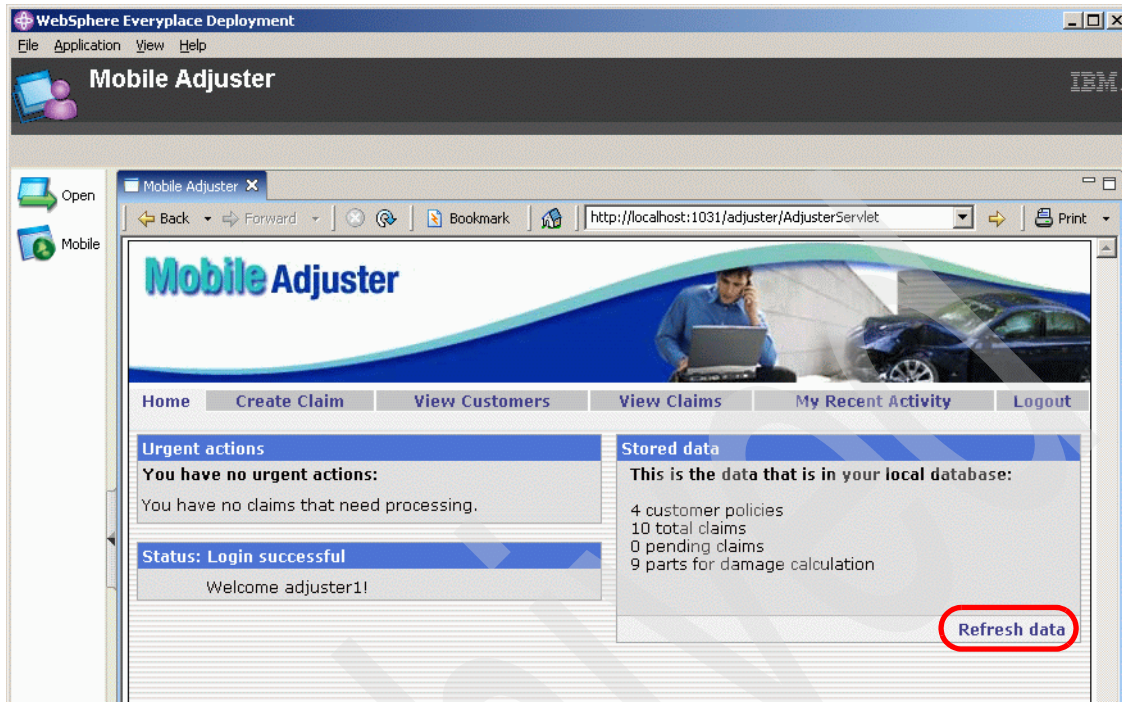 WebSphere Everyplace Deployment
File Application View Help
Mobile Adjuster
IBM
Open
Mobile
Mobile Adjuster
Back Forward Bookmark http://localhost:1031/adjuster/AdjusterServlet Print
Mobile Adjuster
Home Create Claim View Customers View Claims My Recent Activity Logout
Urgent actions
You have no urgent actions:
You have no claims that need processing.
Status: Login successful
Welcome adjuster1!
Stored data
This is the data that is in your local database:
4 customer policies
10 total claims
0 pending claims
9 parts for damage calculation
Refresh data